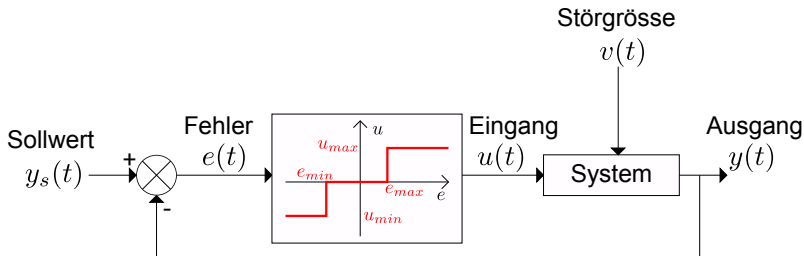 Störgrösse
v(t)
Sollwert
y_s(t)
+
-
Fehler
e(t)
u
u_max
e_min
e_max
e
u_min
Eingang
u(t)
System
Ausgang
y(t)